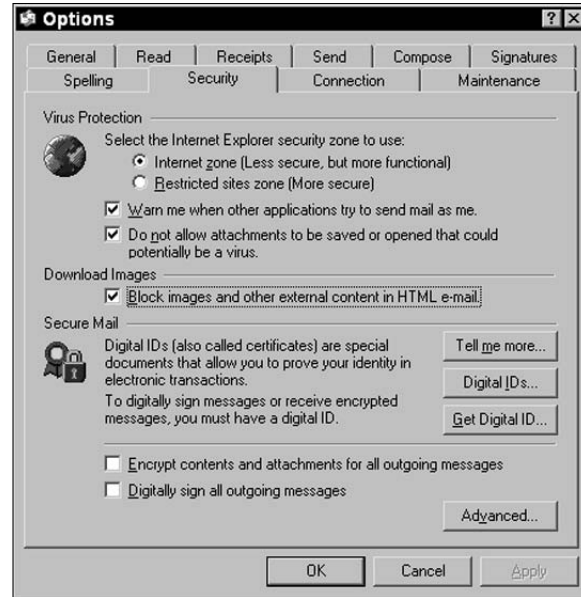 Options
General Read Receipts Send Compose Signatures
Spelling Security Connection Maintenance
Virus Protection
Select the Internet Explorer security zone to use:
Internet zone (Less secure, but more functional)
Restricted sites zone (More secure)
Warn me when other applications try to send mail as me.
Do not allow attachments to be saved or opened that could
potentially be a virus.
Download Images
Block images and other external content in HTML e-mail.
Secure Mail
Digital IDs (also called certificates) are special
documents that allow you to prove your identity in
electronic transactions.
To digitally sign messages or receive encrypted
messages, you must have a digital ID.
Tell me more...
Digital IDs...
Get Digital ID...
Encrypt contents and attachments for all outgoing messages
Digitally sign all outgoing messages
Advanced...
OK Cancel Apply